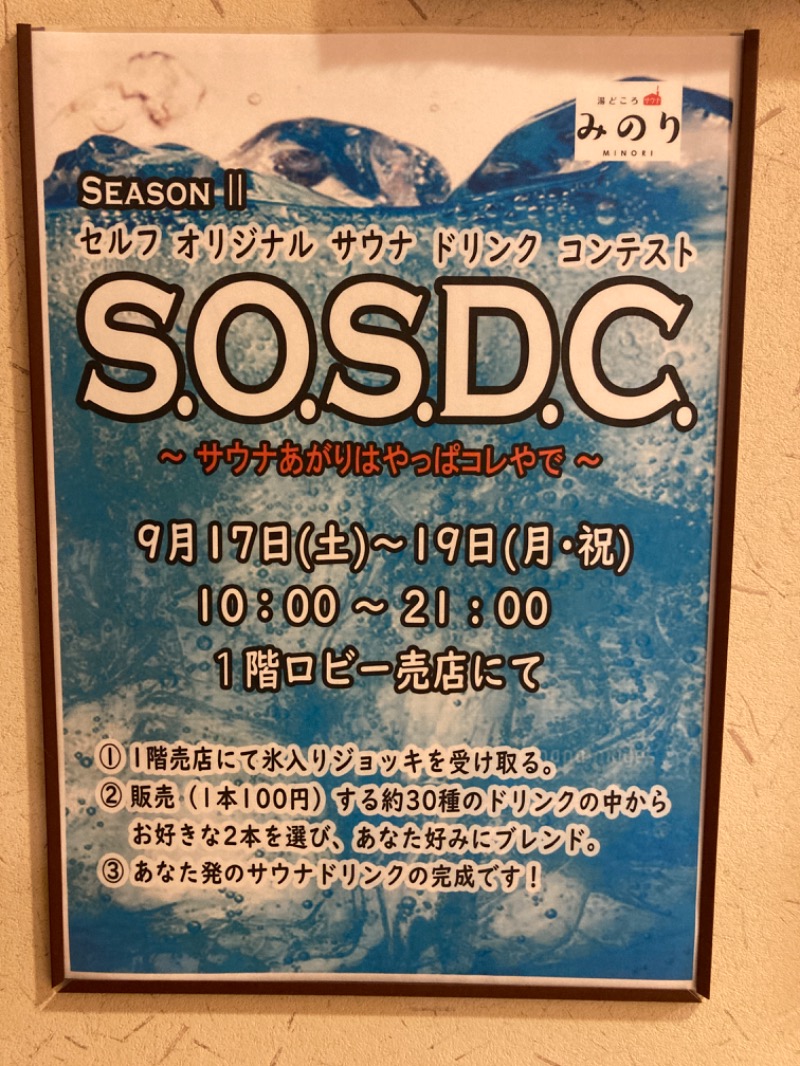 湯どころ サウナ
みのり
MINORI
SEASON II
セルフ オリジナル サウナ ドリンク コンテスト
S.O.S.D.C.
～ サウナあがりはやっぱコレやで ～
9月17日(土)～19日(月・祝)
10:00 ～ 21:00
1階ロビー売店にて
① 1階売店にて氷入りジョッキを受け取る。
② 販売（1本100円）する約30種のドリンクの中から
お好きな2本を選び、あなた好みにブレンド。
③ あなた発のサウナドリンクの完成です！